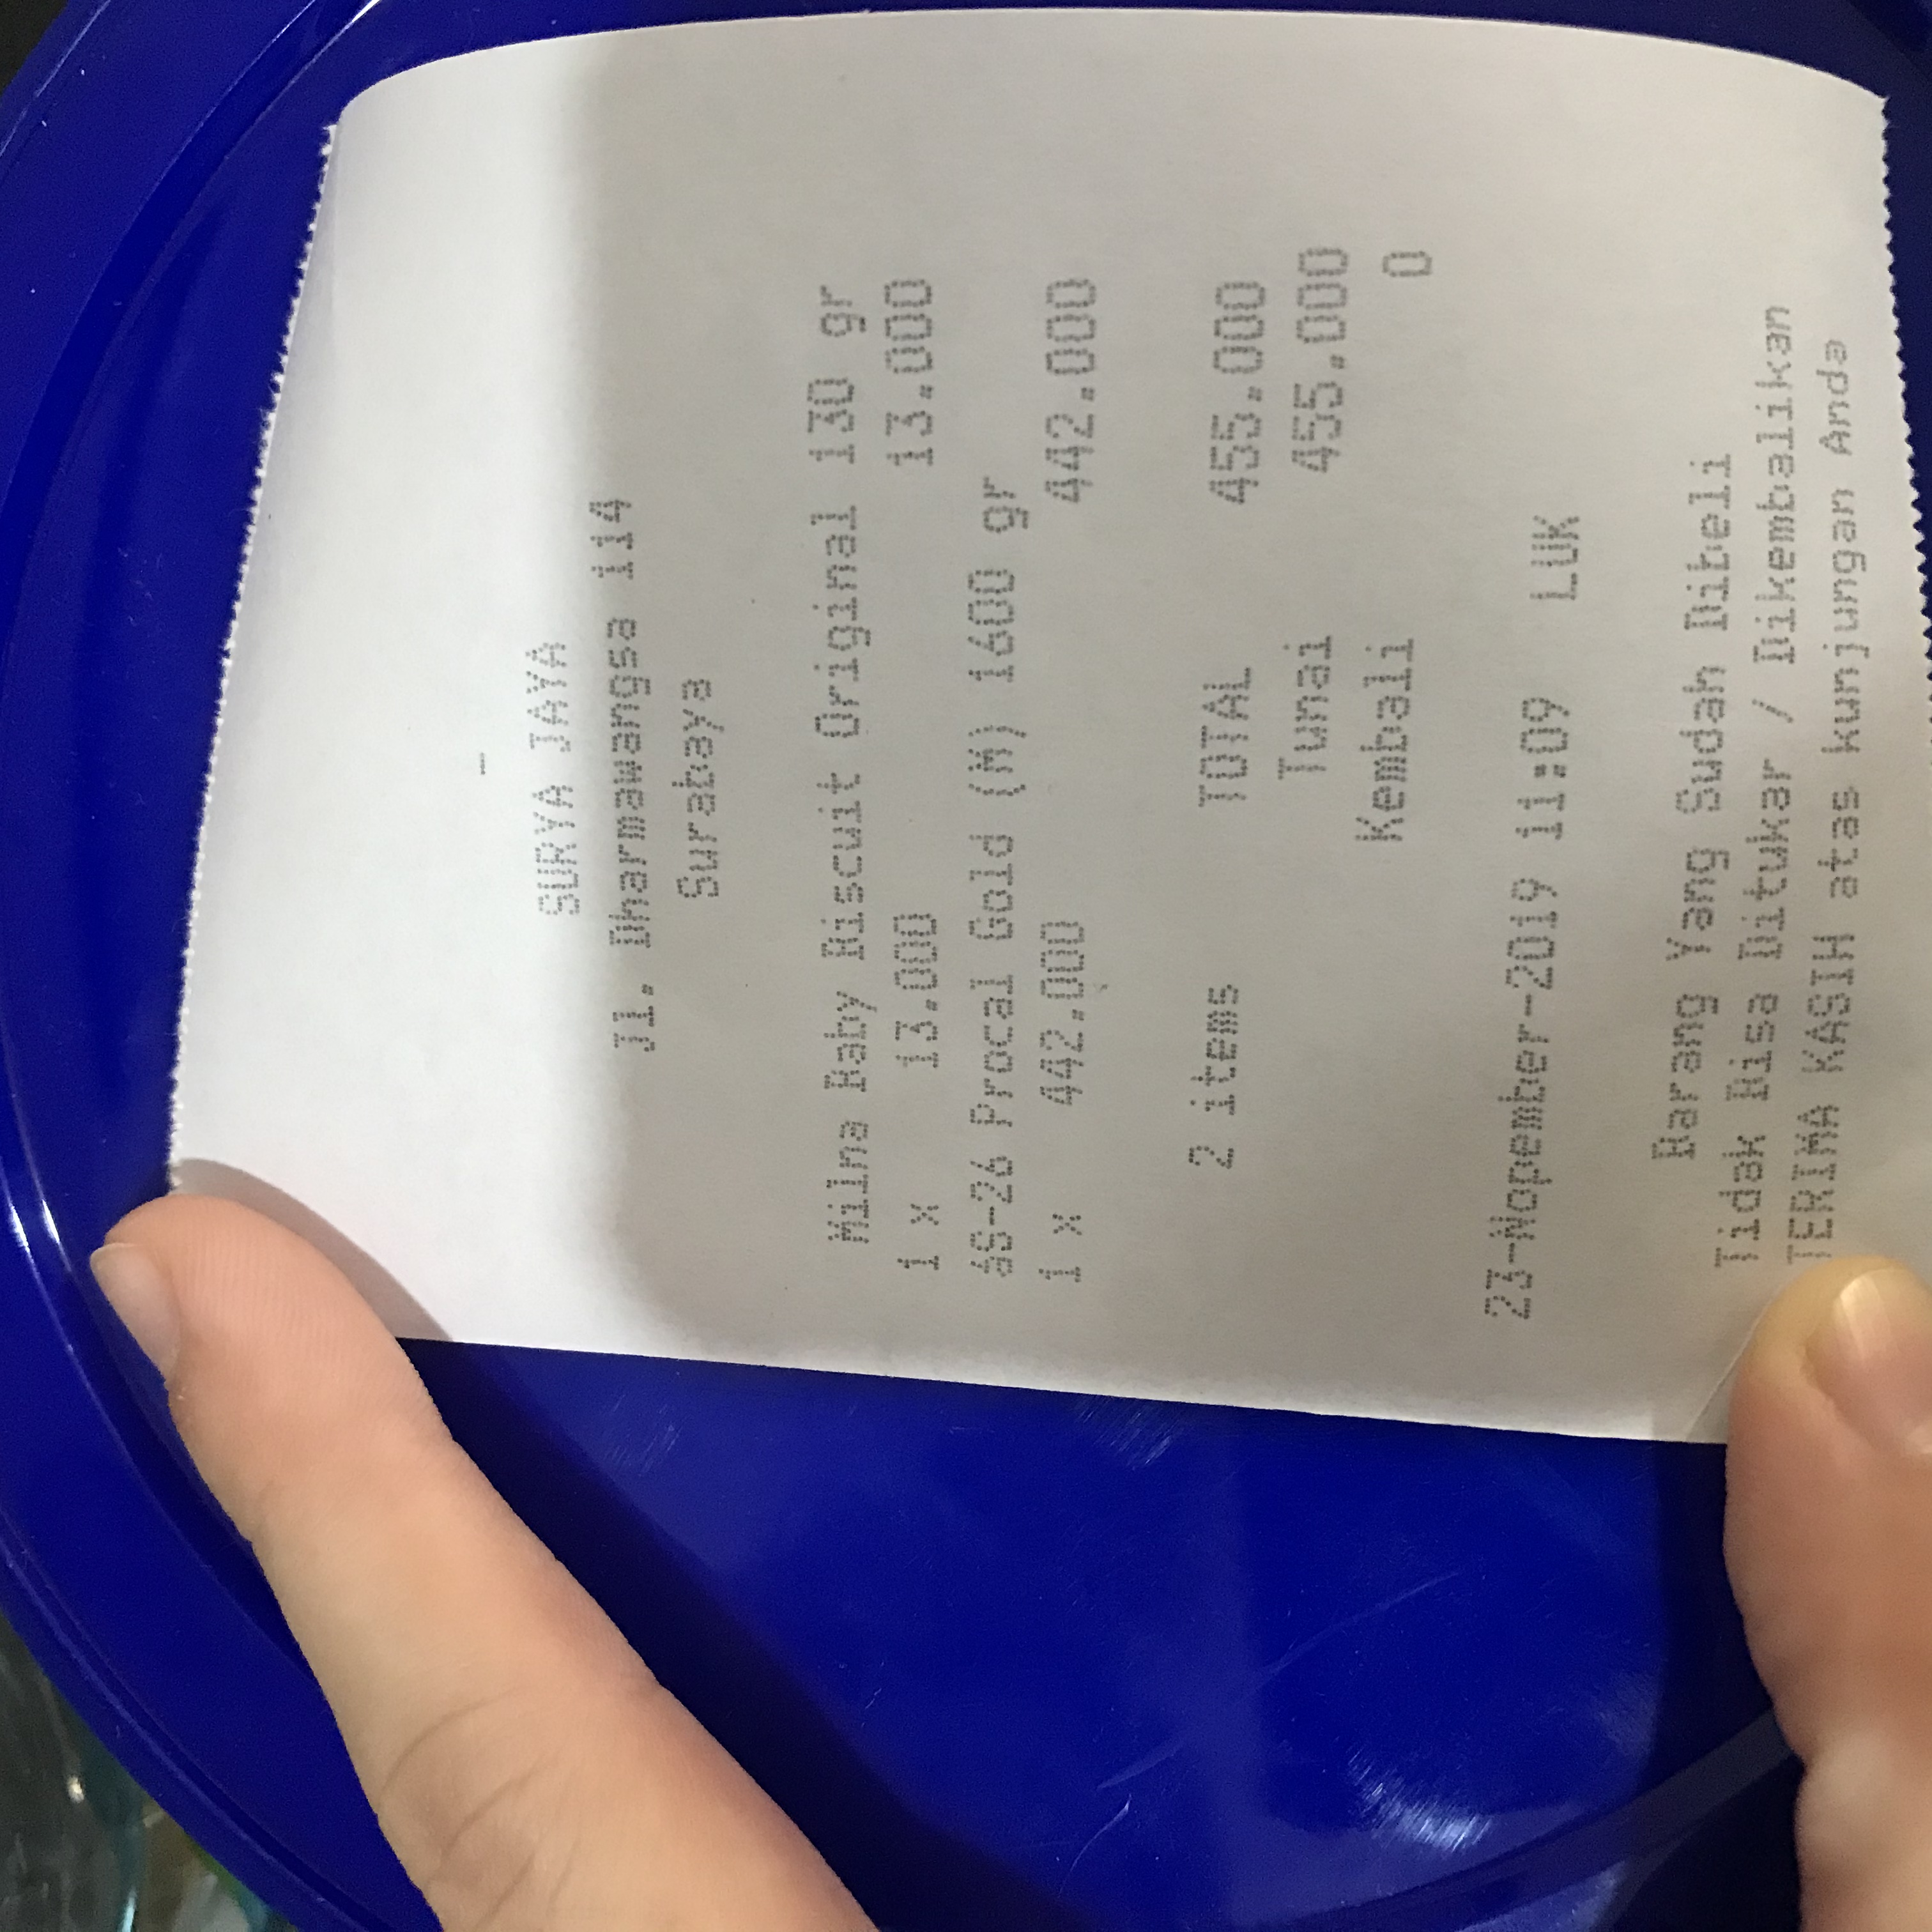 SURYA JAYA
Jl. Dharmawangsa 114
Surabaya
Milna Baby Biscuit Original 130 gr
1 x 13.000 13.000
áS-26 Procal Gold (M) 1600 gr
1 x 442.000 442.000
2 items TOTAL 455.000
Tunai 455.000
Kembali 0
23-Nopember-2019 11:09 LUK
Barang Yang Sudah Dibeli
Tidak Bisa Ditukar / Dikembalikan
TERIMA KASIH atas kunjungan Anda